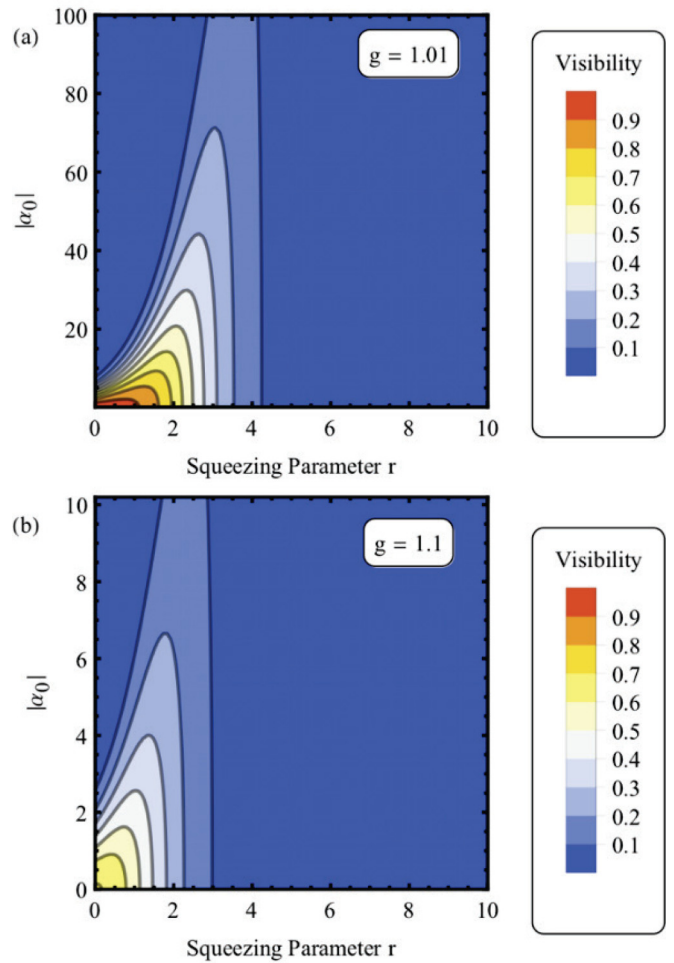 (a)
g = 1.01
100
80
60
40
20
0 2 4 6 8 10
|α₀|
Squeezing Parameter r
Visibility
0.9
0.8
0.7
0.6
0.5
0.4
0.3
0.2
0.1
(b)
g = 1.1
10
8
6
4
2
0
0 2 4 6 8 10
|α₀|
Squeezing Parameter r
Visibility
0.9
0.8
0.7
0.6
0.5
0.4
0.3
0.2
0.1